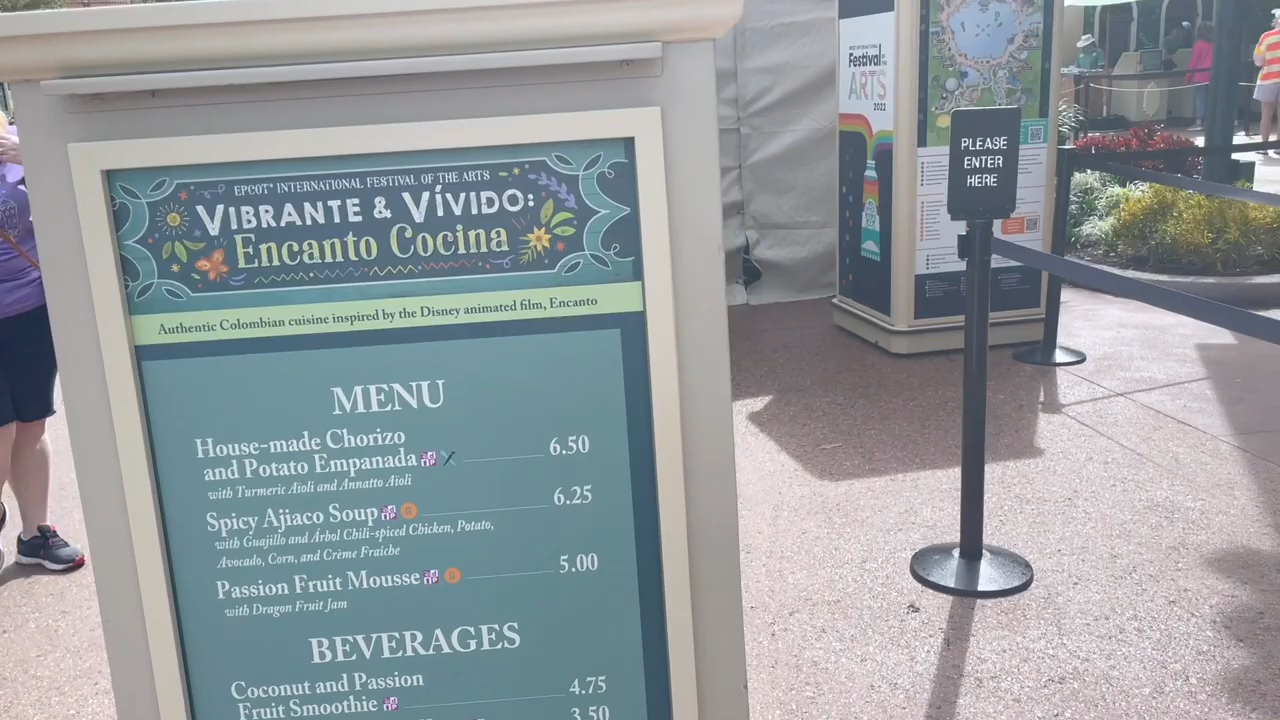 EPCOT® INTERNATIONAL FESTIVAL OF THE ARTS
VIBRANTE & VÍVIDO:
Encanto Cocina
Authentic Colombian cuisine inspired by the Disney animated film, Encanto
MENU
House-made Chorizo
and Potato Empanada 6.50
with Turmeric Aioli and Annatto Aioli
Spicy Ajiaco Soup G 6.25
with Guajillo and Árbol Chili-spiced Chicken, Potato,
Avocado, Corn, and Crème Fraîche
Passion Fruit Mousse G 5.00
with Dragon Fruit Jam
BEVERAGES
Coconut and Passion
Fruit Smoothie 4.75
3.50
Festival OF THE
ARTS
2022
PLEASE
ENTER
HERE